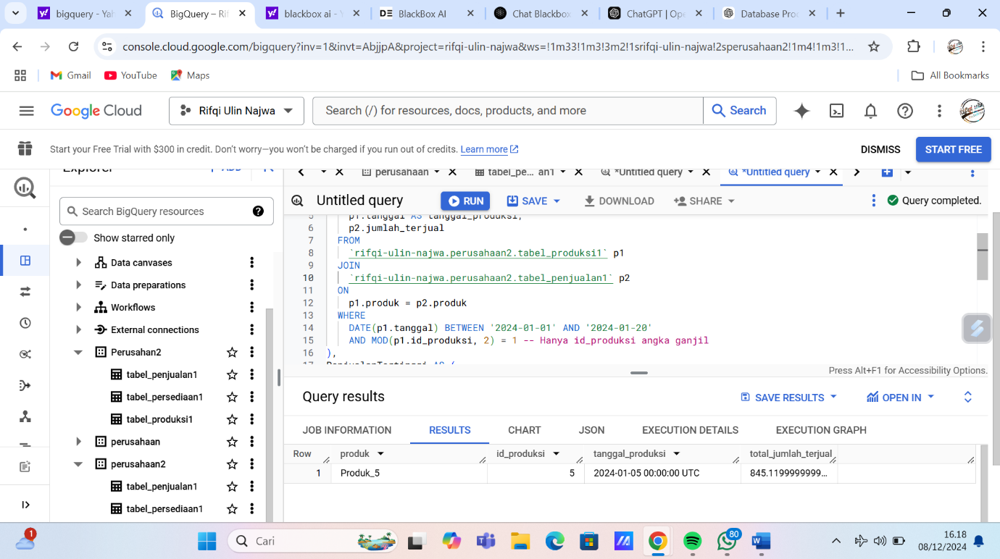 bigquery - Yah
BigQuery – Rif
blackbox ai - Y
BlackBox AI
Chat Blackbox
ChatGPT | Ope
Database Proc
console.cloud.google.com/bigquery?inv=1&invt=AbjjpA&project=rifqi-ulin-najwa&ws=!1m33!1m3!3m2!1srifqi-ulin-najwa!2sperusahaan2!1m4!1m3!1...
Gmail
YouTube
Maps
All Bookmarks
Google Cloud
Rifqi Ulin Najwa
Search (/) for resources, docs, products, and more
Search
Start your Free Trial with $300 in credit. Don't worry—you won't be charged if you run out of credits. Learn more
DISMISS
START FREE
Explorer
+ ADD
perusahaan
tabel_pe... an1
*Untitled query
*Untitled query
Search BigQuery resources
Untitled query
RUN
SAVE
DOWNLOAD
SHARE
Query completed.
Show starred only
Data canvases
Data preparations
Workflows
External connections
Perusahan2
tabel_penjualan1
tabel_persediaan1
tabel_produksi1
perusahaan
perusahaan2
tabel_penjualan1
tabel_persediaan1
5 p1.tanggal AS tanggal_produksi,
6 p2.jumlah_terjual
7 FROM
8 `rifqi-ulin-najwa.perusahaan2.tabel_produksi1` p1
9 JOIN
10 `rifqi-ulin-najwa.perusahaan2.tabel_penjualan1` p2
11 ON
12 p1.produk = p2.produk
13 WHERE
14 DATE(p1.tanggal) BETWEEN '2024-01-01' AND '2024-01-20'
15 AND MOD(p1.id_produksi, 2) = 1 -- Hanya id_produksi angka ganjil
16 ),
17 PenjualanTertinggi AS (
Press Alt+F1 for Accessibility Options.
Query results
SAVE RESULTS
OPEN IN
JOB INFORMATION
RESULTS
CHART
JSON
EXECUTION DETAILS
EXECUTION GRAPH
Row produk id_produksi tanggal_produksi total_jumlah_terjual
1 Produk_5 5 2024-01-05 00:00:00 UTC 845.1199999999...
1
Cari
80
16.18
08/12/2024